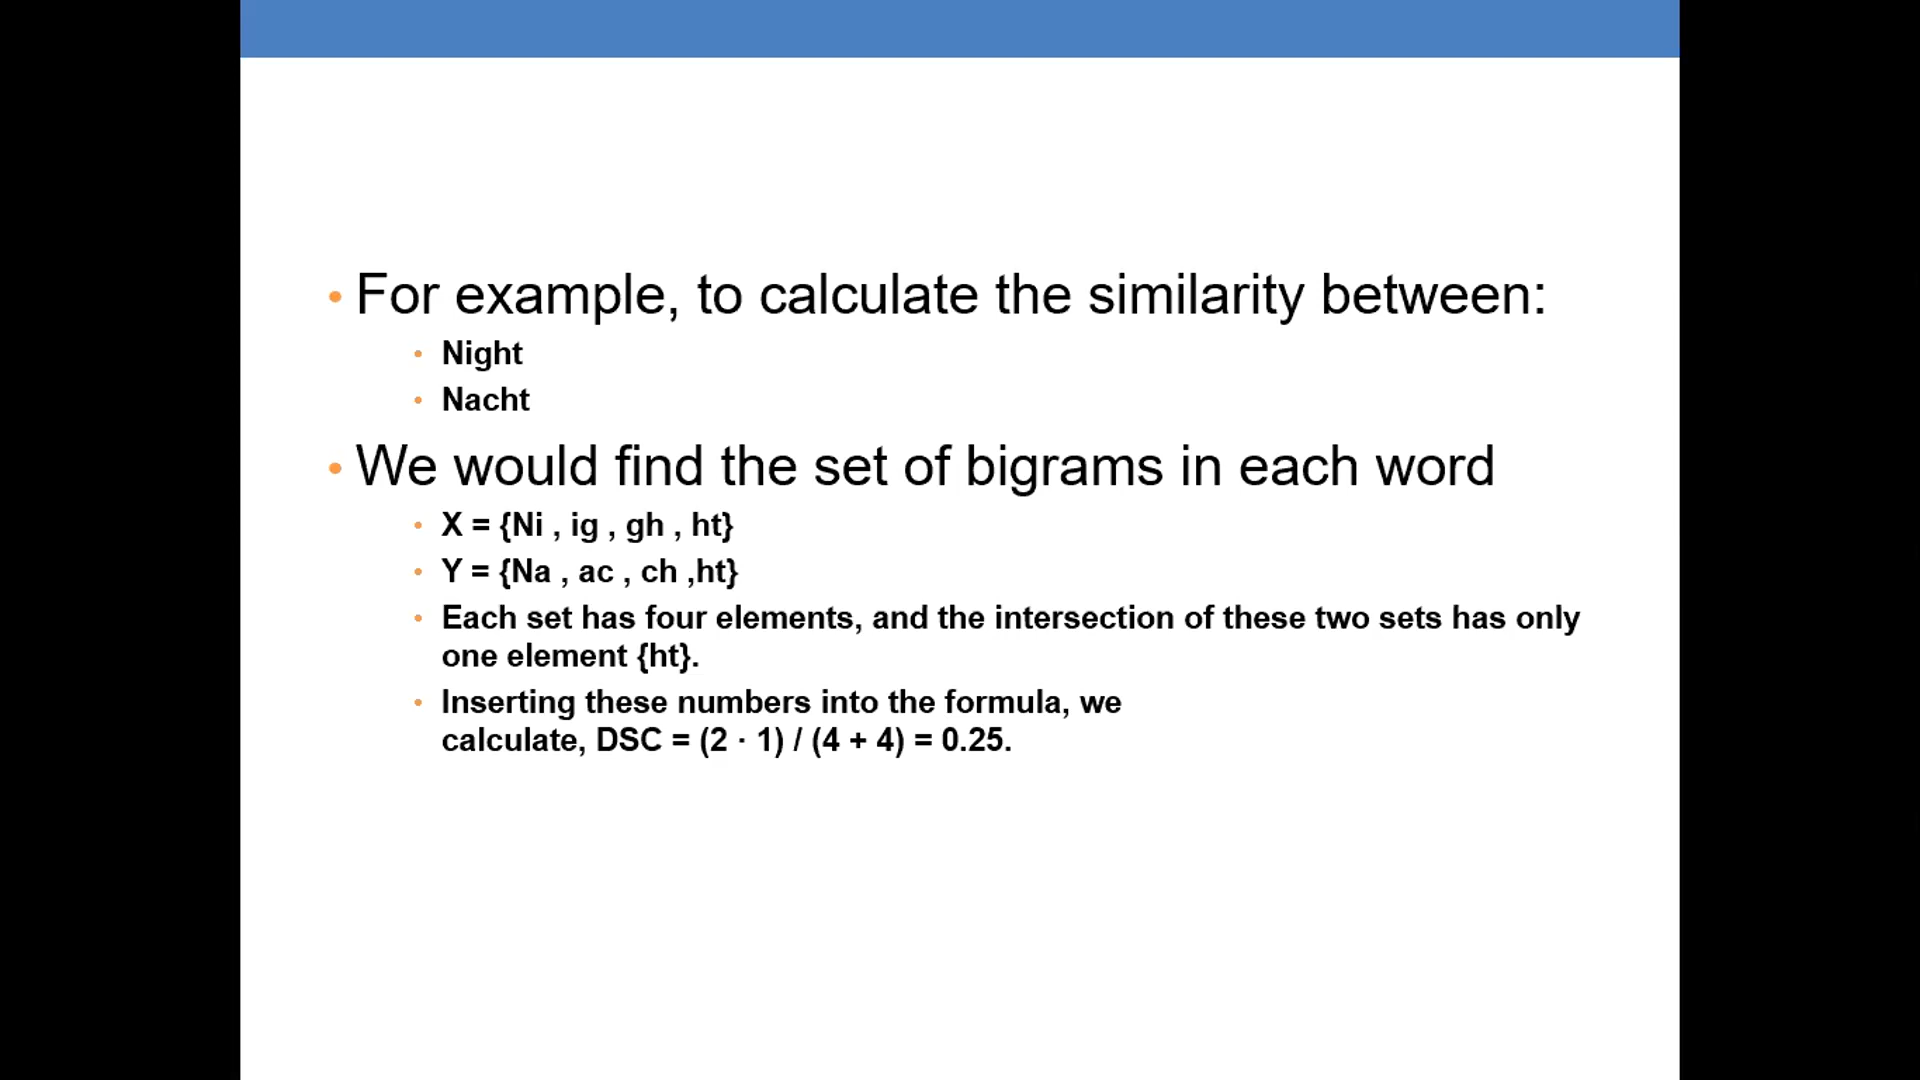 • For example, to calculate the similarity between:
• Night
• Nacht
• We would find the set of bigrams in each word
• X = {Ni , ig , gh , ht}
• Y = {Na , ac , ch ,ht}
• Each set has four elements, and the intersection of these two sets has only
one element {ht}.
• Inserting these numbers into the formula, we
calculate, DSC = (2 · 1) / (4 + 4) = 0.25.